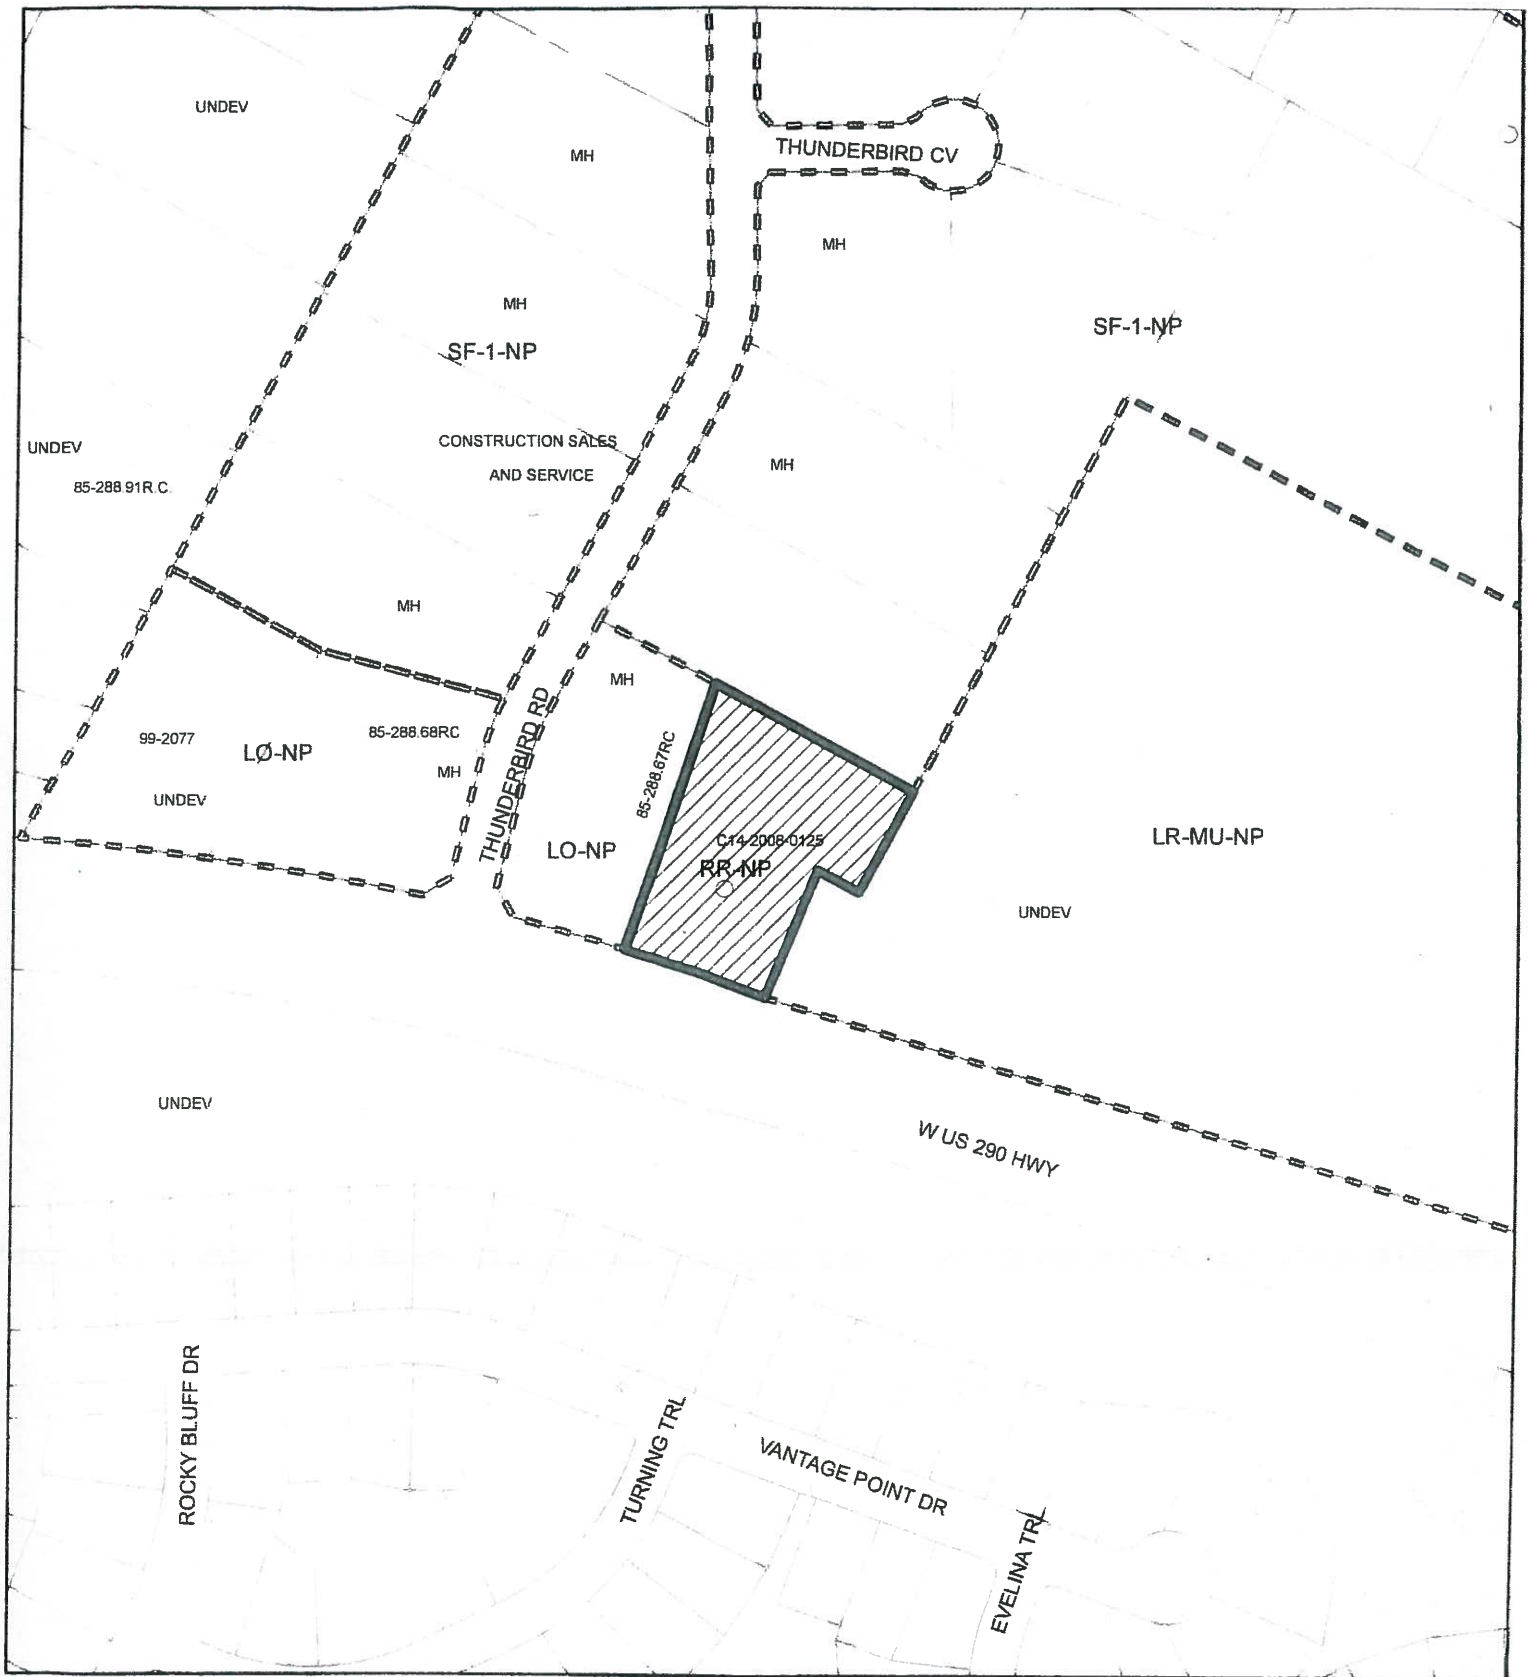 UNDEV
MH
THUNDERBIRD CV
MH
MH
SF-1-NP
SF-1-NP
CONSTRUCTION SALES
AND SERVICE
UNDEV
MH
85-288.91R.C.
MH
MH
THUNDERBIRD RD
99-2077
85-288.68RC
LO-NP
MH
85-288.67RC
UNDEV
LO-NP
C14-2008-0125
RR-NP
LR-MU-NP
UNDEV
UNDEV
W US 290 HWY
ROCKY BLUFF DR
TURNING TRL
VANTAGE POINT DR
EVELINA TRL